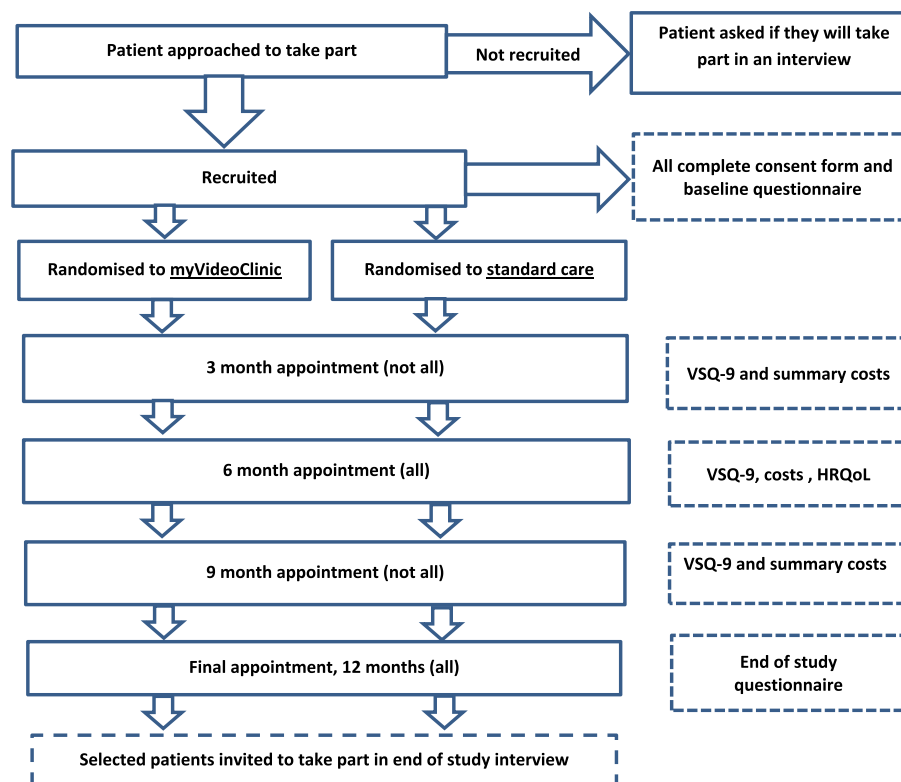 Patient approached to take part
Not recruited
Patient asked if they will take
part in an interview
Recruited
All complete consent form and
baseline questionnaire
Randomised to myVideoClinic
Randomised to standard care
3 month appointment (not all)
VSQ-9 and summary costs
6 month appointment (all)
VSQ-9, costs , HRQoL
9 month appointment (not all)
VSQ-9 and summary costs
Final appointment, 12 months (all)
End of study
questionnaire
Selected patients invited to take part in end of study interview